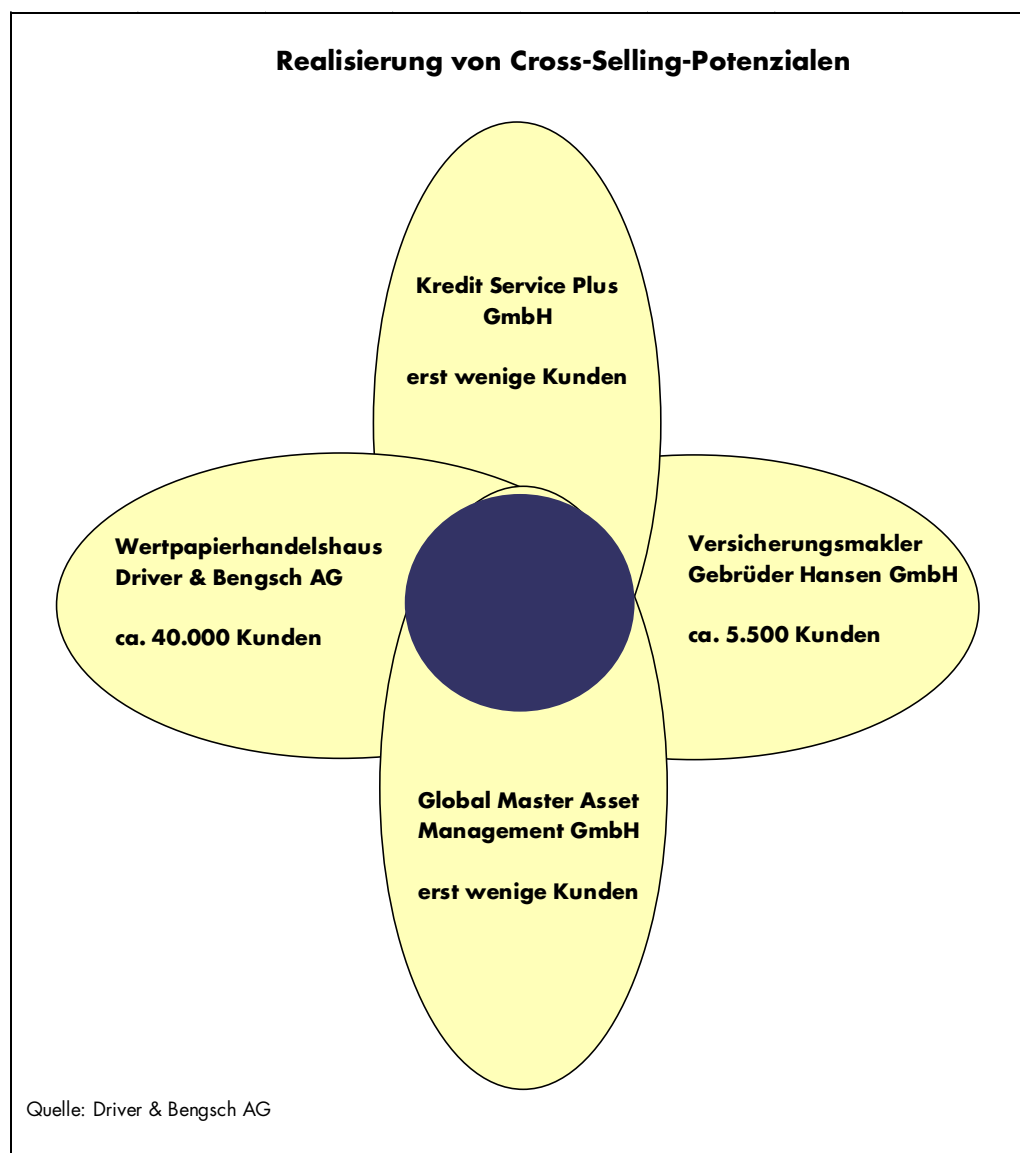 Realisierung von Cross-Selling-Potenzialen
Kredit Service Plus
GmbH
erst wenige Kunden
Wertpapierhandelshaus
Driver & Bengsch AG
ca. 40.000 Kunden
Versicherungsmakler
Gebrüder Hansen GmbH
ca. 5.500 Kunden
Global Master Asset
Management GmbH
erst wenige Kunden
Quelle: Driver & Bengsch AG